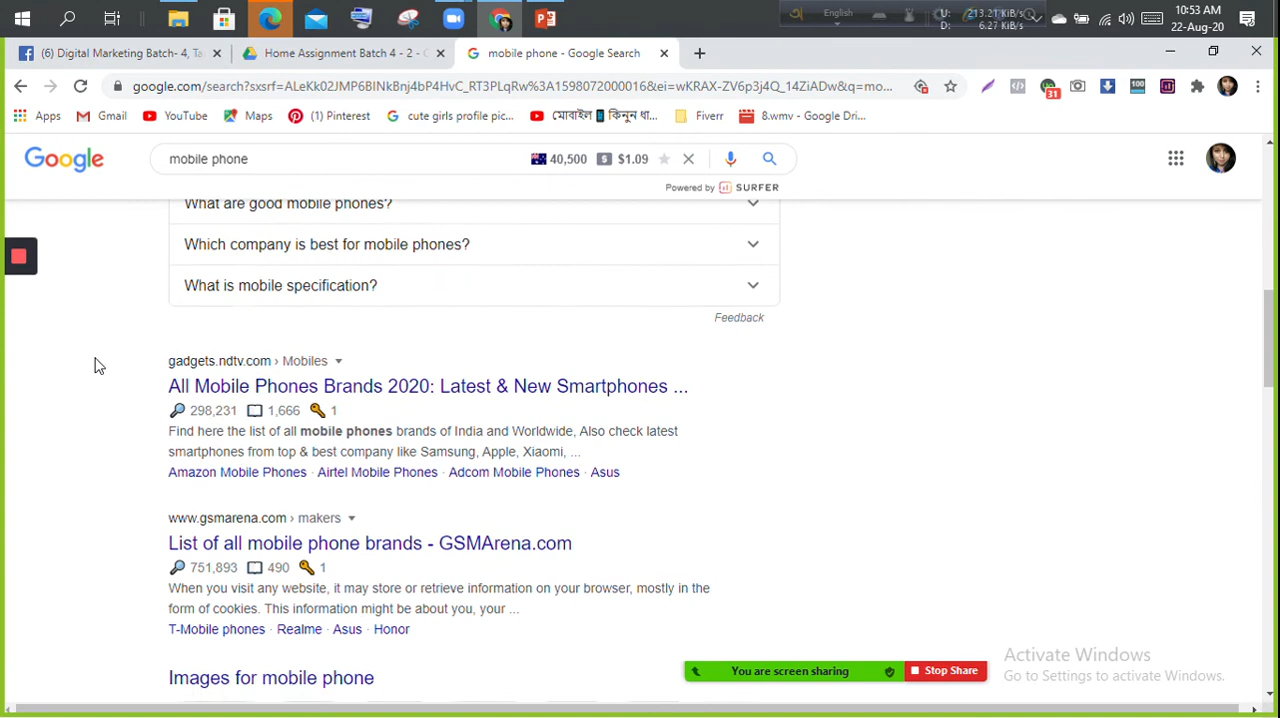 10:53 AM
22-Aug-20
English
U: 213.21 KiB/s
D: 6.27 KiB/s
(6) Digital Marketing Batch- 4, Ta
Home Assignment Batch 4 - 2 -
mobile phone - Google Search
google.com/search?sxsrf=ALeKk02JMP6BINkBnj4bP4HvC_RT3PLqRw%3A1598072000016&ei=wKRAX-ZV6p3j4Q_14ZiADw&q=mo...
31
100
Apps
Gmail
YouTube
Maps
(1) Pinterest
cute girls profile pic...
মোবাইল কিনুন ধা...
Fiverr
8.wmv - Google Dri...
Google
mobile phone
40,500
$1.09
Powered by SURFER
What are good mobile phones?
Which company is best for mobile phones?
What is mobile specification?
Feedback
gadgets.ndtv.com › Mobiles
All Mobile Phones Brands 2020: Latest & New Smartphones ...
298,231 1,666 1
Find here the list of all mobile phones brands of India and Worldwide, Also check latest
smartphones from top & best company like Samsung, Apple, Xiaomi, ...
Amazon Mobile Phones · Airtel Mobile Phones · Adcom Mobile Phones · Asus
www.gsmarena.com › makers
List of all mobile phone brands - GSMArena.com
751,893 490 1
When you visit any website, it may store or retrieve information on your browser, mostly in the
form of cookies. This information might be about you, your ...
T-Mobile phones · Realme · Asus · Honor
Images for mobile phone
You are screen sharing
Stop Share
Activate Windows
Go to Settings to activate Windows.